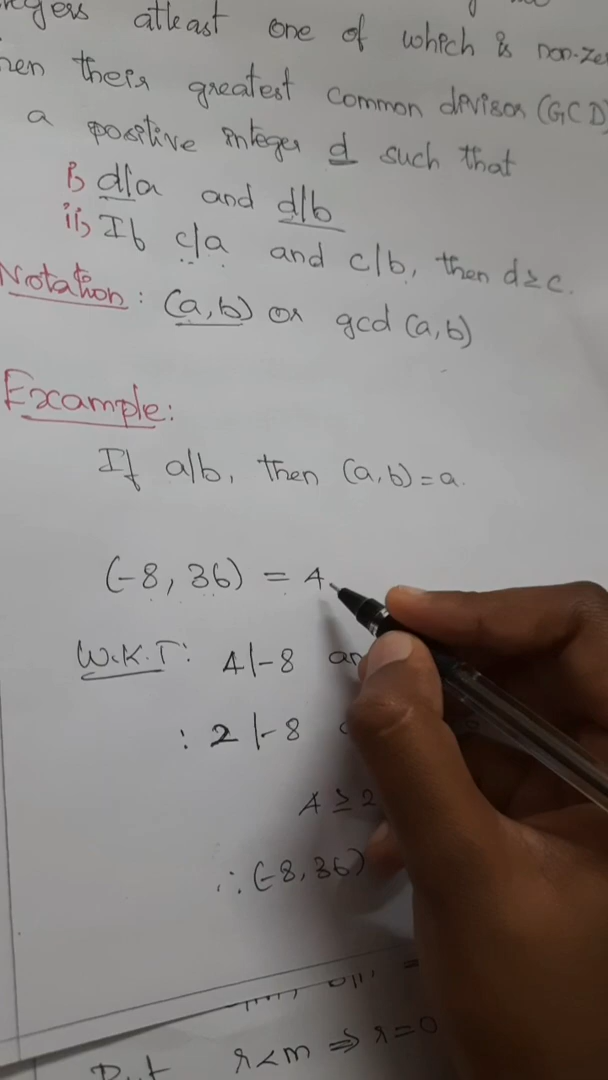 atleast one of which is non-ze
hen their greatest common divisor (GCD)
a positive integer d such that
i) d/a and d/b
ii) If c/a and c/b, then d≥c.
Notation: (a,b) or gcd (a,b)
Example:
If a/b, then (a,b)=a.
(-8, 36) = 4
W.K.T: 4|-8 an
: 2|-8
4 ≥ 2
∴ (-8, 36)
r<m ⇒ r=0